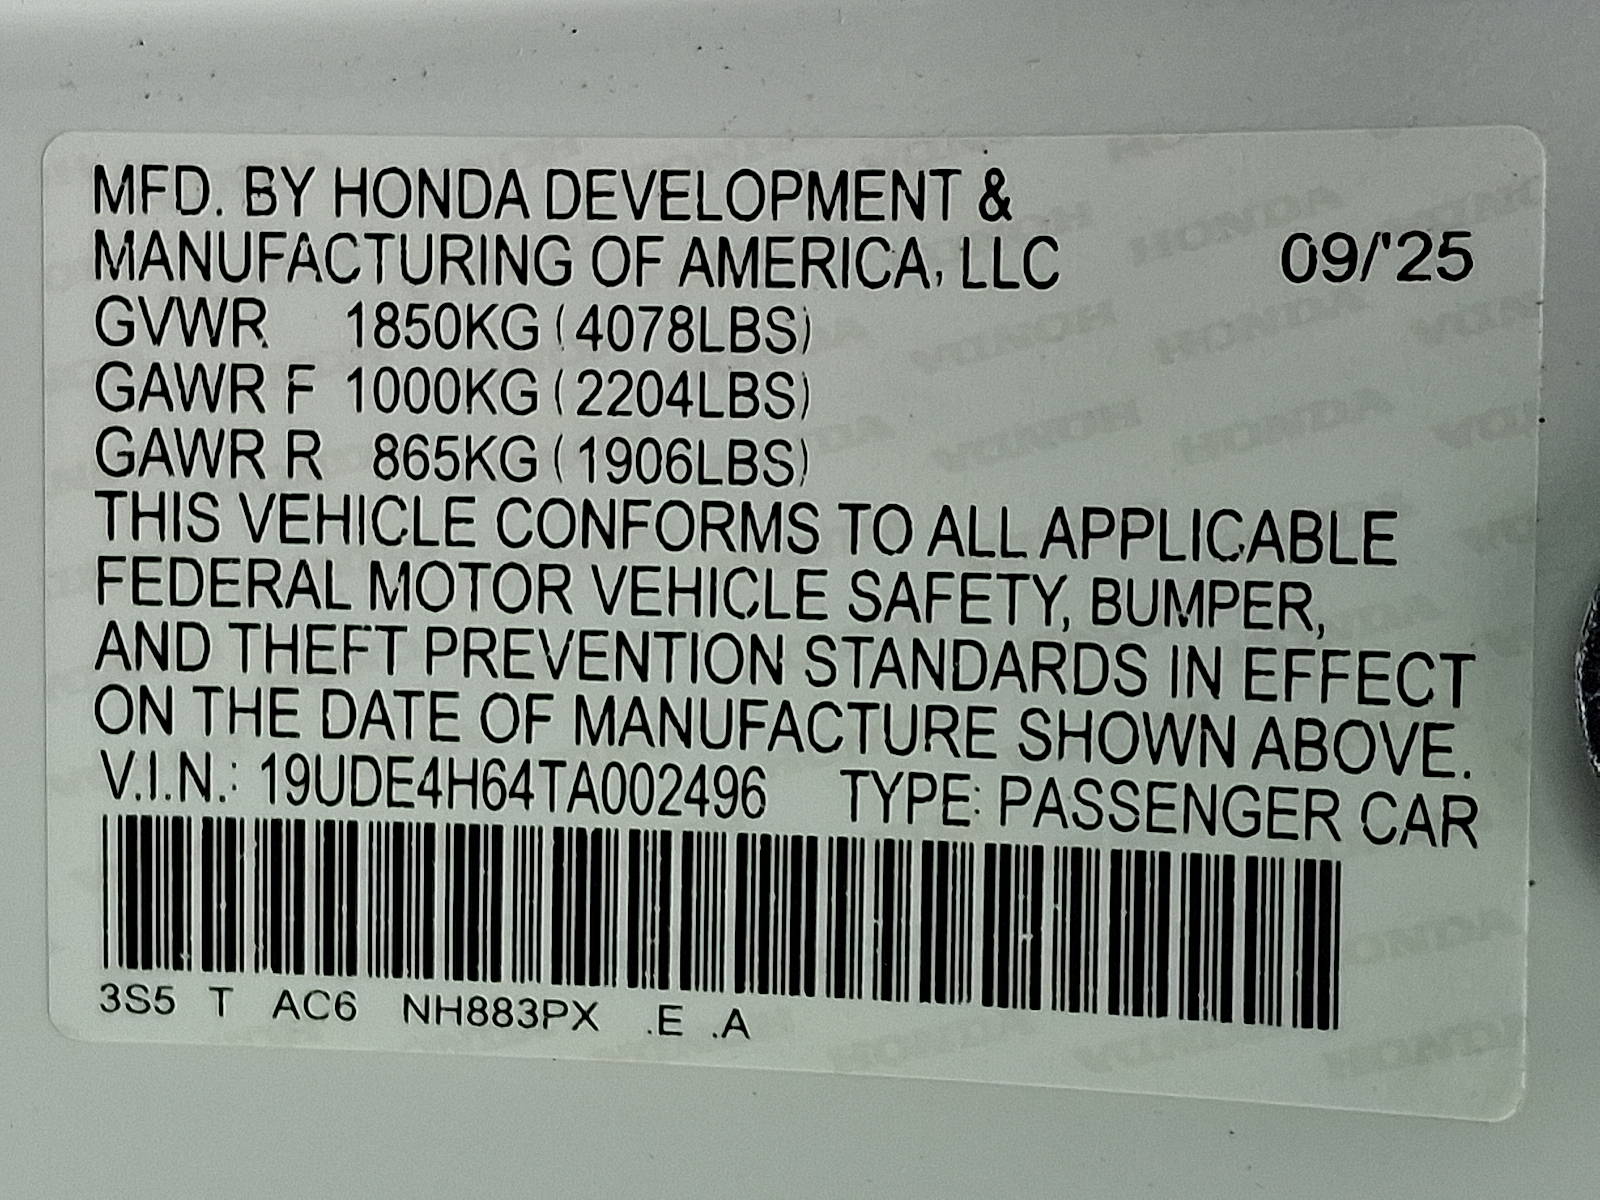 MFD. BY HONDA DEVELOPMENT &
MANUFACTURING OF AMERICA, LLC 09/'25
GVWR 1850KG (4078LBS)
GAWR F 1000KG (2204LBS)
GAWR R 865KG (1906LBS)
THIS VEHICLE CONFORMS TO ALL APPLICABLE
FEDERAL MOTOR VEHICLE SAFETY, BUMPER,
AND THEFT PREVENTION STANDARDS IN EFFECT
ON THE DATE OF MANUFACTURE SHOWN ABOVE.
V.I.N.: 19UDE4H64TA002496 TYPE: PASSENGER CAR
3S5 T AC6 NH883PX .E .A